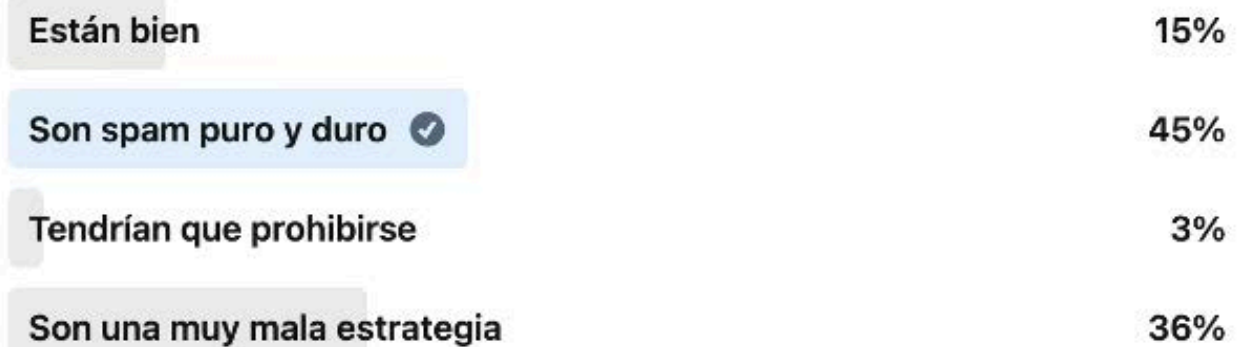 Están bien 15%
Son spam puro y duro 45%
Tendrían que prohibirse 3%
Son una muy mala estrategia 36%